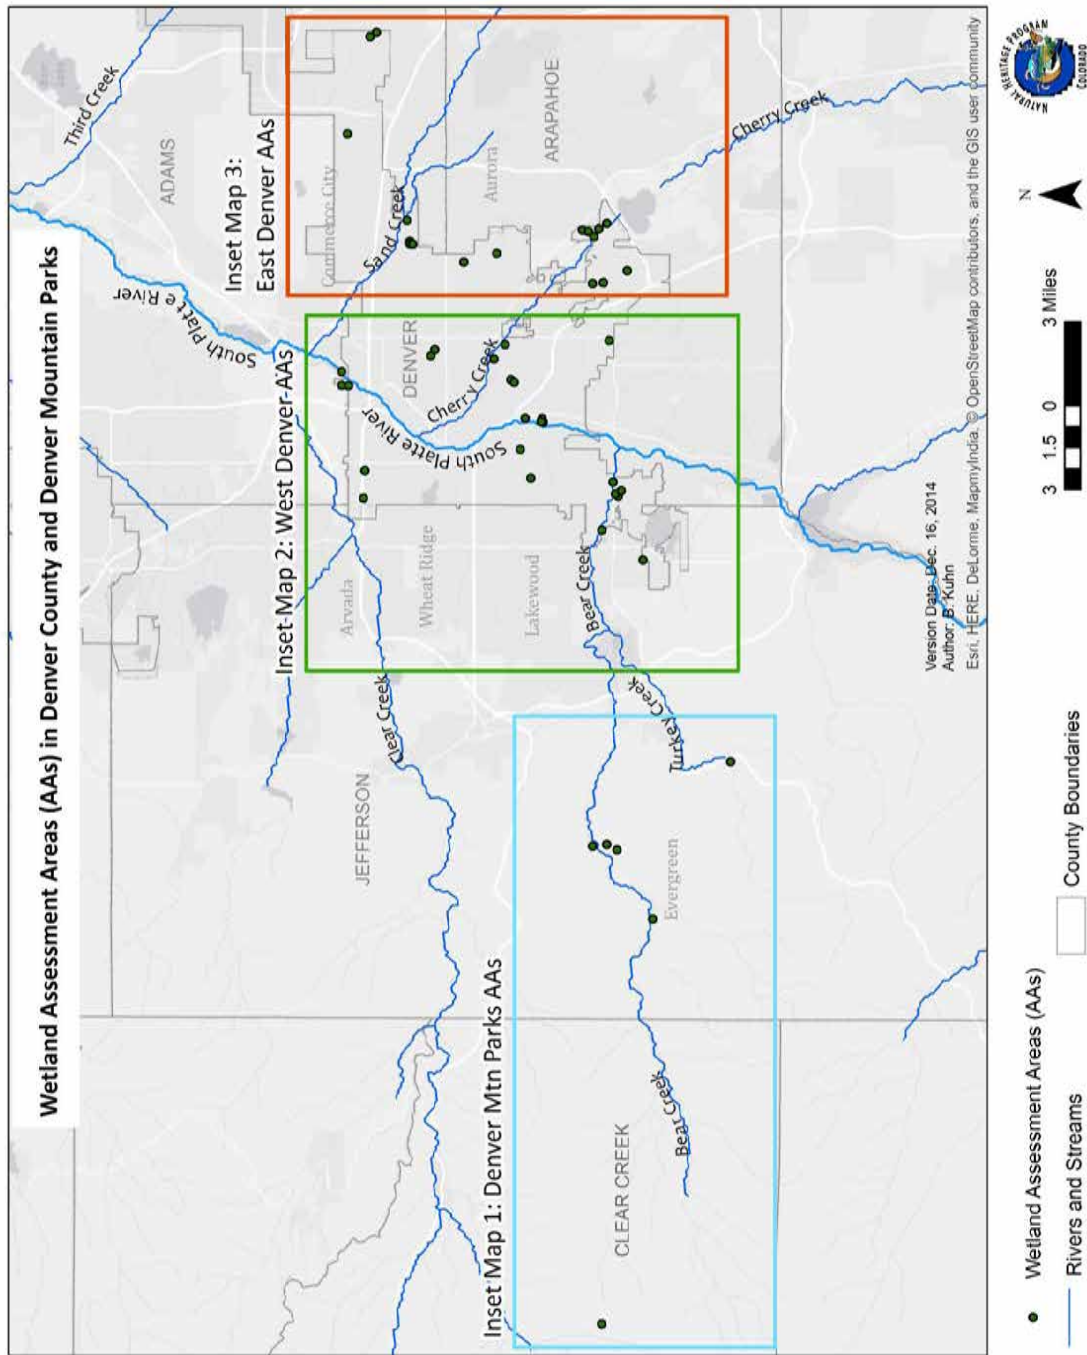 Wetland Assessment Areas (AAs) in Denver County and Denver Mountain Parks
Third Creek
ADAMS
South Platte River
Inset Map 3:
East Denver AAs
Commerce City
Sand Creek
Aurora
ARAPAHOE
Cherry Creek
Inset Map 2: West Denver AAs
DENVER
Cherry Creek
South Platte River
Arvada
Wheat Ridge
Lakewood
Bear Creek
Clear Creek
JEFFERSON
Turkey Creek
Evergreen
Inset Map 1: Denver Mtn Parks AAs
CLEAR CREEK
Bear Creek
Version Date: Dec. 16, 2014
Author: B. Kuhn
Esri, HERE, DeLorme, MapmyIndia, © OpenStreetMap contributors, and the GIS user community
Wetland Assessment Areas (AAs)
Rivers and Streams
County Boundaries
3 1.5 0 3 Miles
N
NATURAL HERITAGE PROGRAM
COLORADO